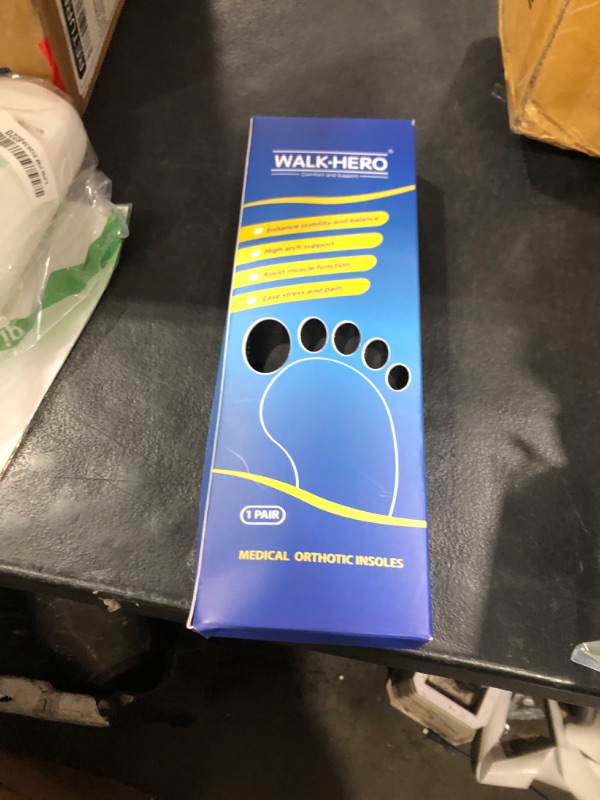 WALK·HERO®
Comfort and Support
Enhance stability and balance
High arch support
Assist muscle function
Ease stress and pain
1 PAIR
MEDICAL ORTHOTIC INSOLES